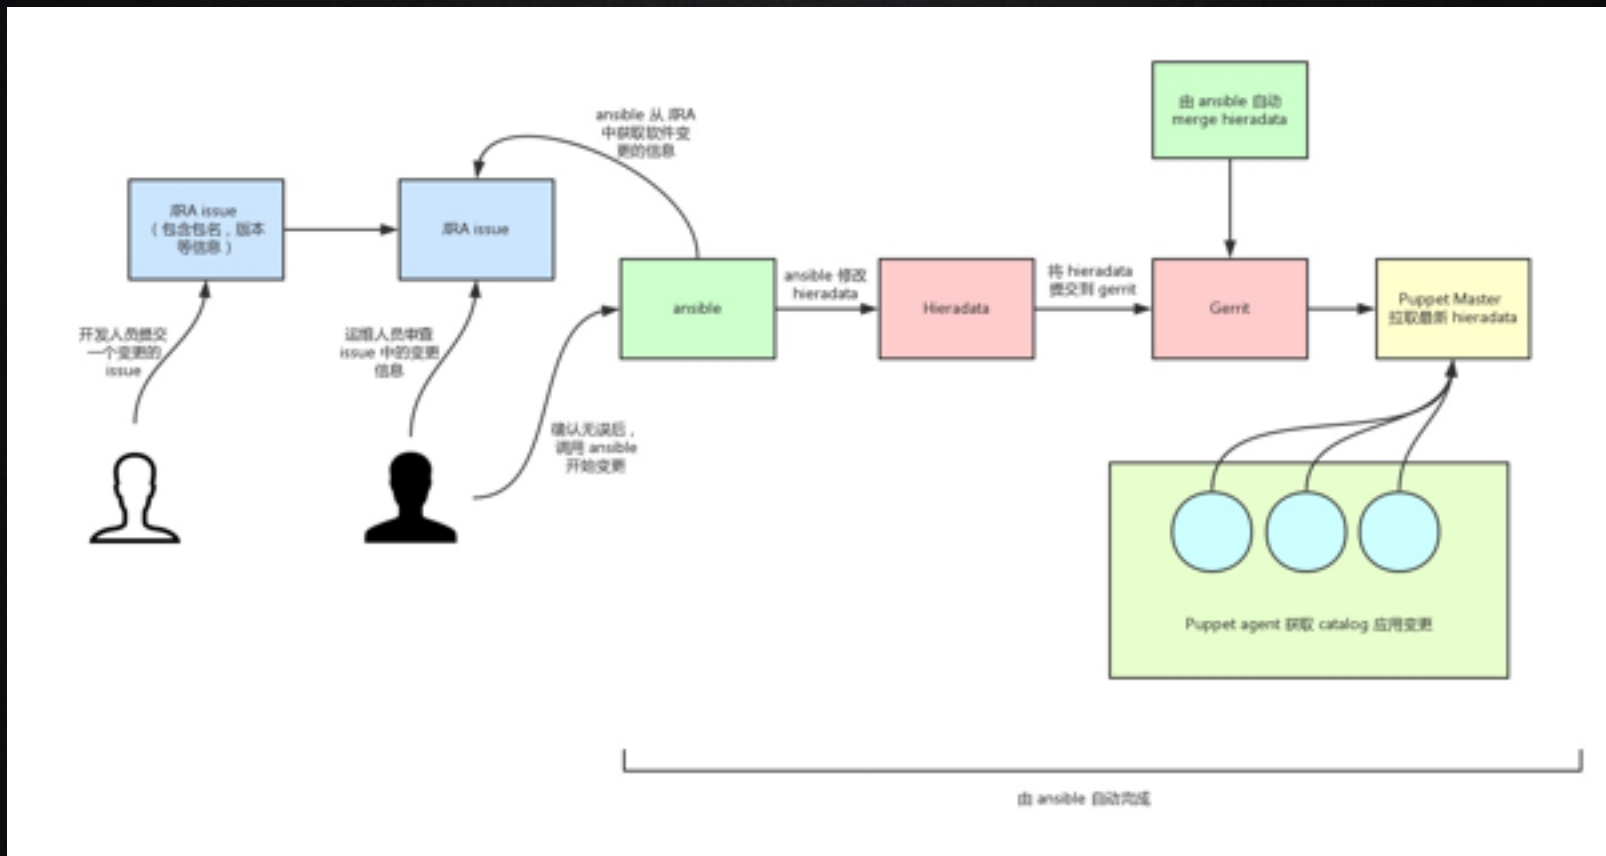 ansible 从 JIRA
中获取软件变
更的信息
由 ansible 自动
merge hieradata
JIRA issue
（包含包名，版本
等信息）
JIRA issue
ansible
ansible 修改
hieradata
Hieradata
将 hieradata
提交到 gerrit
Gerrit
Puppet Master
拉取最新 hieradata
开发人员提交
一个变更的
issue
运维人员审查
issue 中的变更
信息
确认无误后，
调用 ansible
开始变更
Puppet agent 获取 catalog 应用变更
由 ansible 自动完成